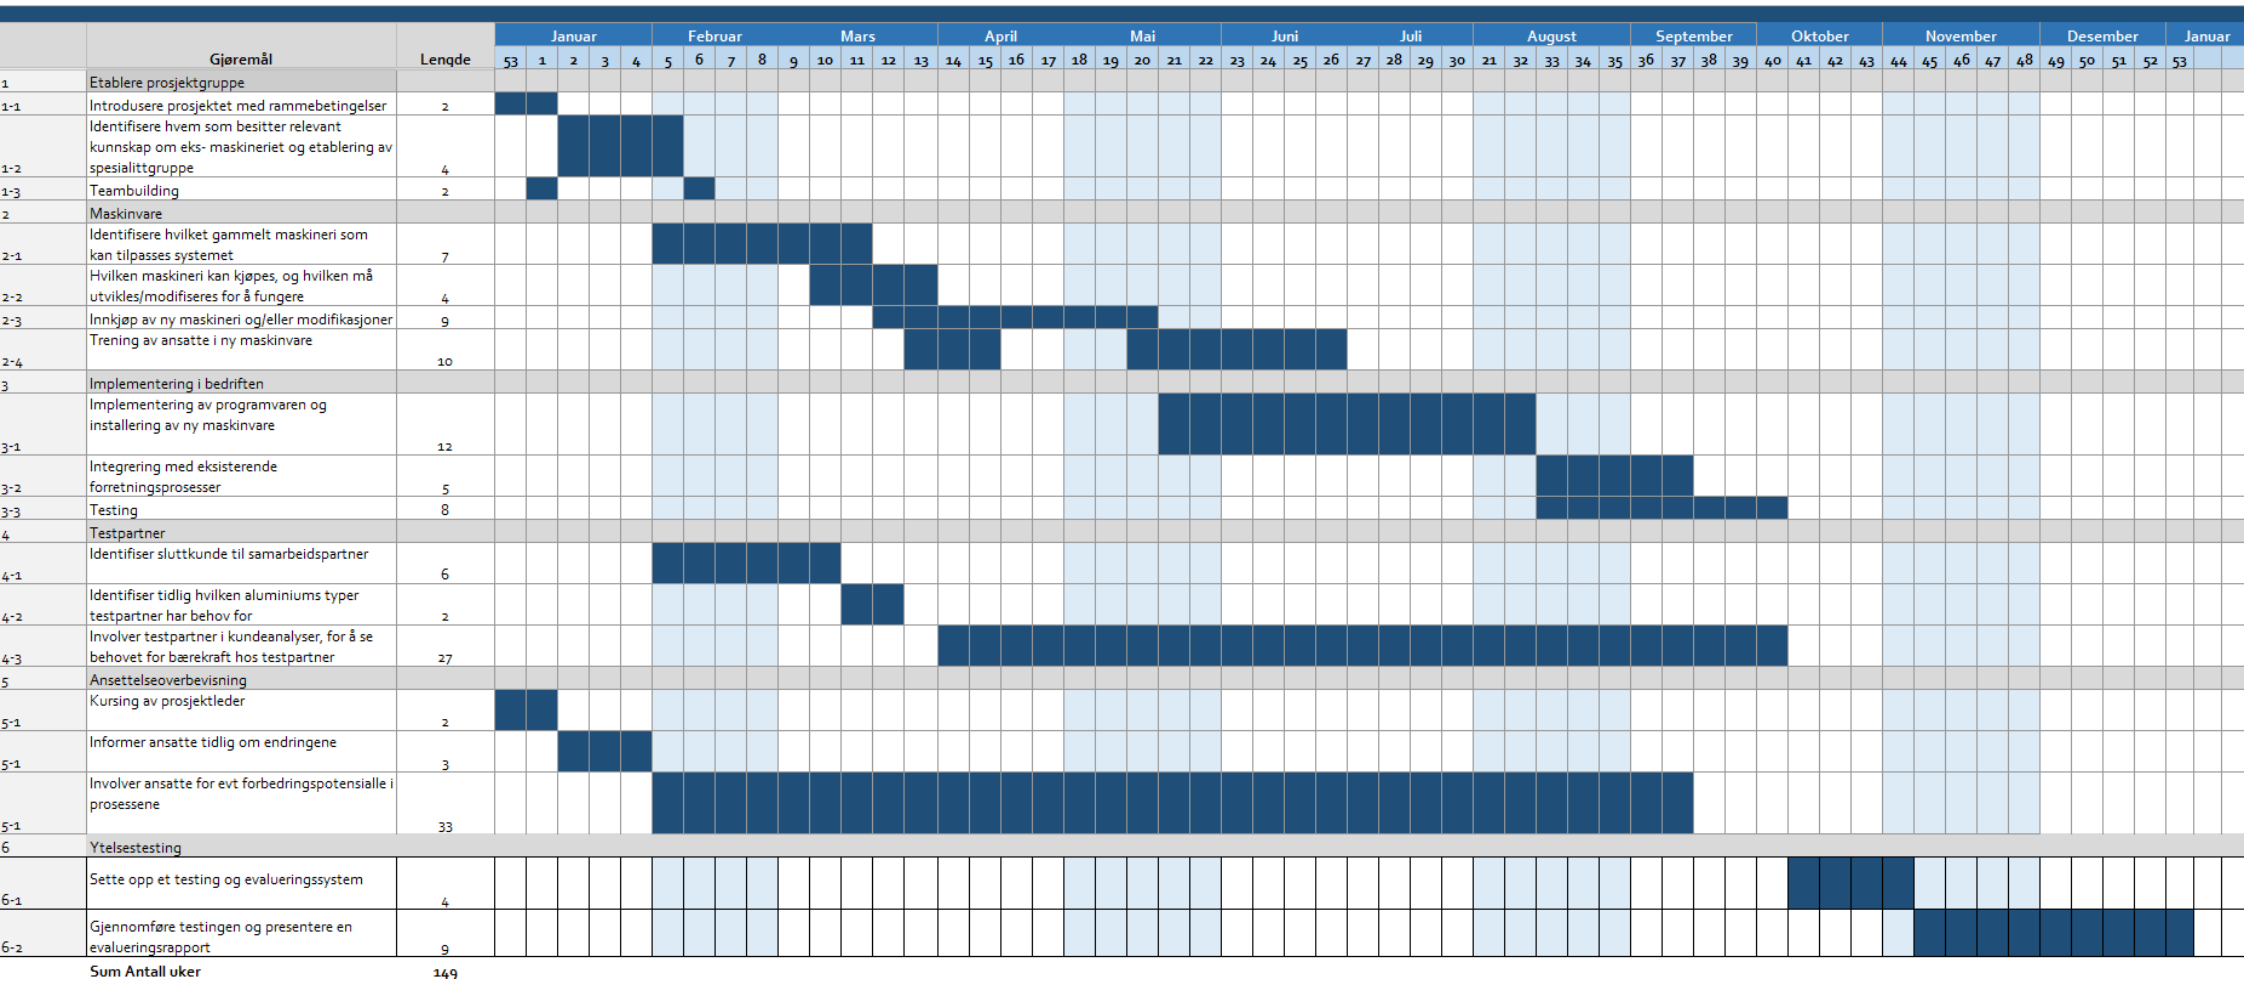 Januar Februar Mars April Mai Juni Juli August September Oktober November Desember Januar
Gjøremål Lengde 53 1 2 3 4 5 6 7 8 9 10 11 12 13 14 15 16 17 18 19 20 21 22 23 24 25 26 27 28 29 30 21 32 33 34 35 36 37 38 39 40 41 42 43 44 45 46 47 48 49 50 51 52 53
1 Etablere prosjektgruppe
1-1 Introdusere prosjektet med rammebetingelser 2
Identifisere hvem som besitter relevant
kunnskap om eks- maskineriet og etablering av
1-2 spesialittgruppe 4
1-3 Teambuilding 2
2 Maskinvare
Identifisere hvilket gammelt maskineri som
2-1 kan tilpasses systemet 7
Hvilken maskineri kan kjøpes, og hvilken må
2-2 utvikles/modifiseres for å fungere 4
2-3 Innkjøp av ny maskineri og/eller modifikasjoner 9
Trening av ansatte i ny maskinvare
2-4 10
3 Implementering i bedriften
Implementering av programvaren og
installering av ny maskinvare
3-1 12
Integrering med eksisterende
3-2 forretningsprosesser 5
3-3 Testing 8
4 Testpartner
Identifiser sluttkunde til samarbeidspartner
4-1 6
Identifiser tidlig hvilken aluminiums typer
4-2 testpartner har behov for 2
Involver testpartner i kundeanalyser, for å se
4-3 behovet for bærekraft hos testpartner 27
5 Ansettelseoverbevisning
Kursing av prosjektleder
5-1 2
Informer ansatte tidlig om endringene
5-1 3
Involver ansatte for evt forbedringspotensialle i
prosessene
5-1 33
6 Ytelsestesting
Sette opp et testing og evalueringssystem
6-1 4
Gjennomføre testingen og presentere en
6-2 evalueringsrapport 9
Sum Antall uker 149